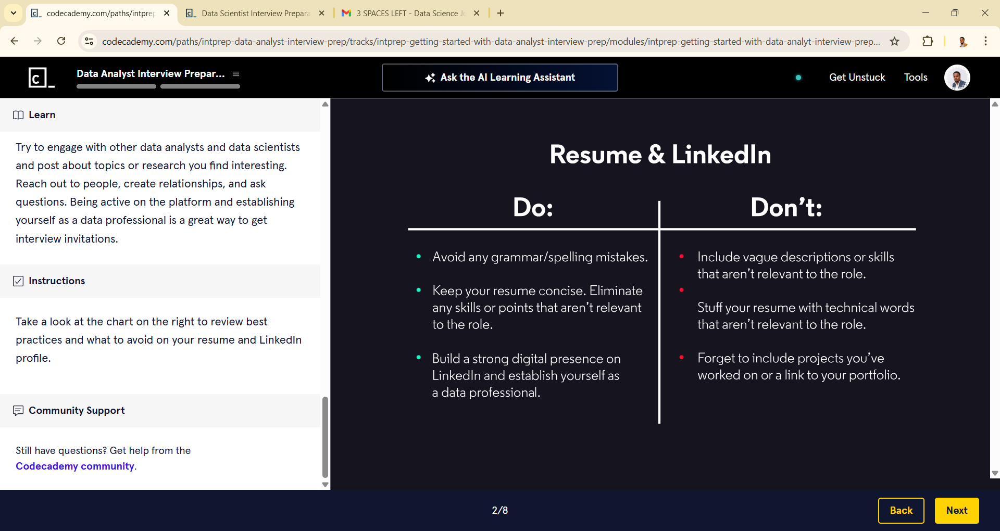 codecademy.com/paths/intprep
Data Scientist Interview Prepara
3 SPACES LEFT - Data Science Jo
codecademy.com/paths/intprep-data-analyst-interview-prep/tracks/intprep-getting-started-with-data-analyst-interview-prep/modules/intprep-getting-started-with-data-analyt-interview-prep...
c_
Data Analyst Interview Prepar...
Ask the AI Learning Assistant
Get Unstuck
Tools
Learn
Try to engage with other data analysts and data scientists
and post about topics or research you find interesting.
Reach out to people, create relationships, and ask
questions. Being active on the platform and establishing
yourself as a data professional is a great way to get
interview invitations.
Instructions
Take a look at the chart on the right to review best
practices and what to avoid on your resume and LinkedIn
profile.
Community Support
Still have questions? Get help from the
Codecademy community.
Resume & LinkedIn
Do:
Avoid any grammar/spelling mistakes.
Keep your resume concise. Eliminate
any skills or points that aren't relevant
to the role.
Build a strong digital presence on
LinkedIn and establish yourself as
a data professional.
Don't:
Include vague descriptions or skills
that aren't relevant to the role.
Stuff your resume with technical words
that aren't relevant to the role.
Forget to include projects you've
worked on or a link to your portfolio.
2/8
Back
Next